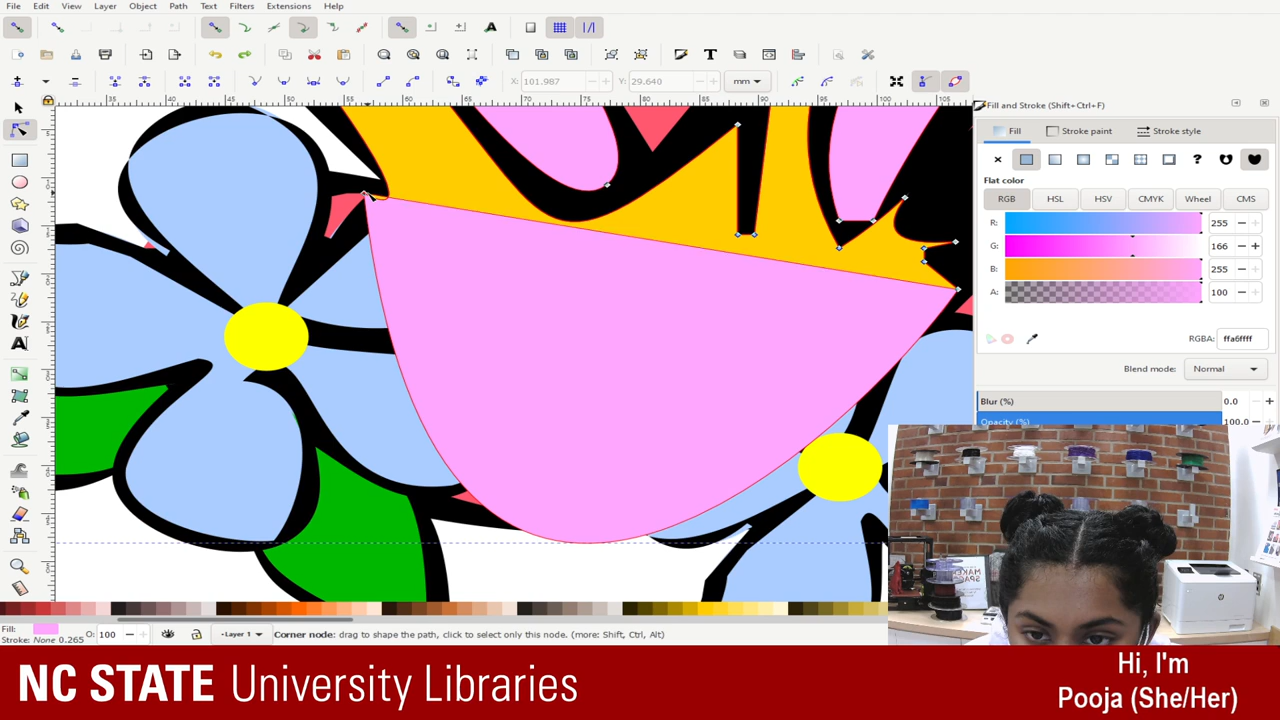 File Edit View Layer Object Path Text Filters Extensions Help
X: 101.987 Y: 29.640 mm
Fill and Stroke (Shift+Ctrl+F)
Fill Stroke paint Stroke style
Flat color
RGB HSL HSV CMYK Wheel CMS
R: 255
G: 166
B: 255
A: 100
RGBA: ffa6ffff
Blend mode: Normal
Blur (%) 0.0
Opacity (%) 100.0
Fill:
Stroke: None 0.265
O: 100
Layer 1
Corner node: drag to shape the path, click to select only this node. (more: Shift, Ctrl, Alt)
NC STATE University Libraries
Hi, I'm
Pooja (She/Her)